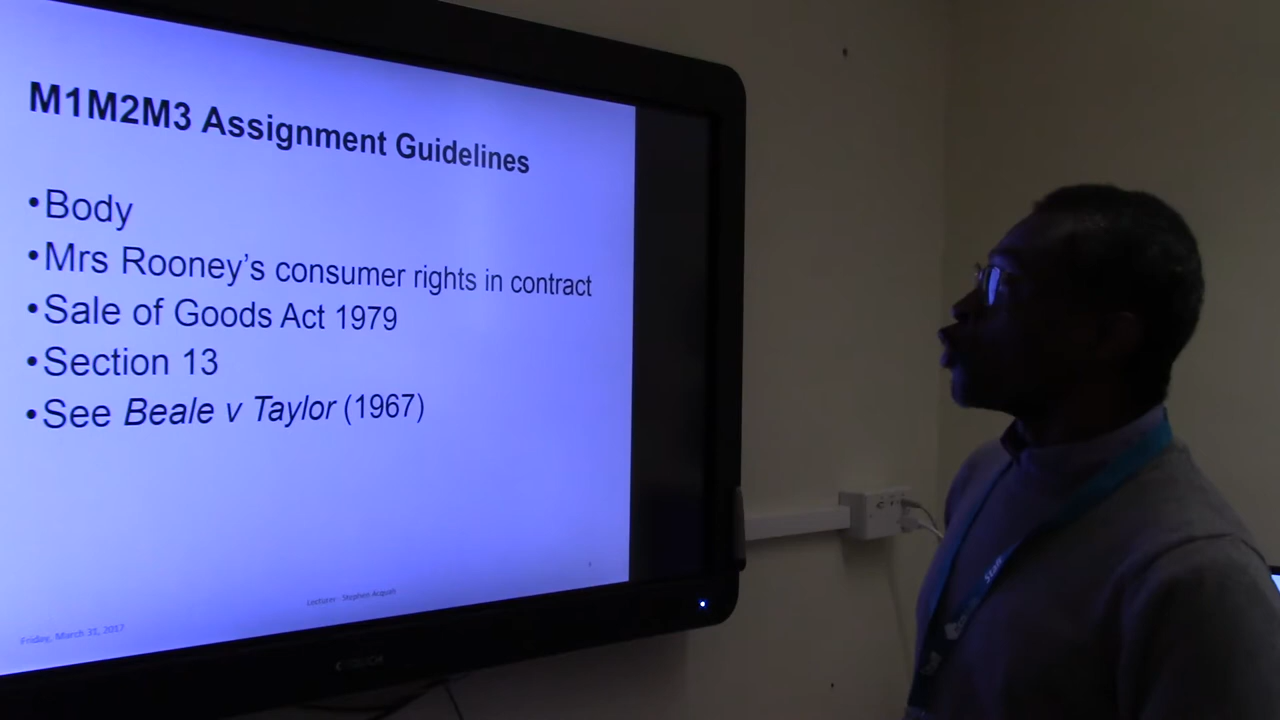 M1M2M3 Assignment Guidelines
•Body
•Mrs Rooney's consumer rights in contract
•Sale of Goods Act 1979
•Section 13
•See Beale v Taylor (1967)
Lecturer - Stephen Acquah
Friday, March 31, 2017
Staff